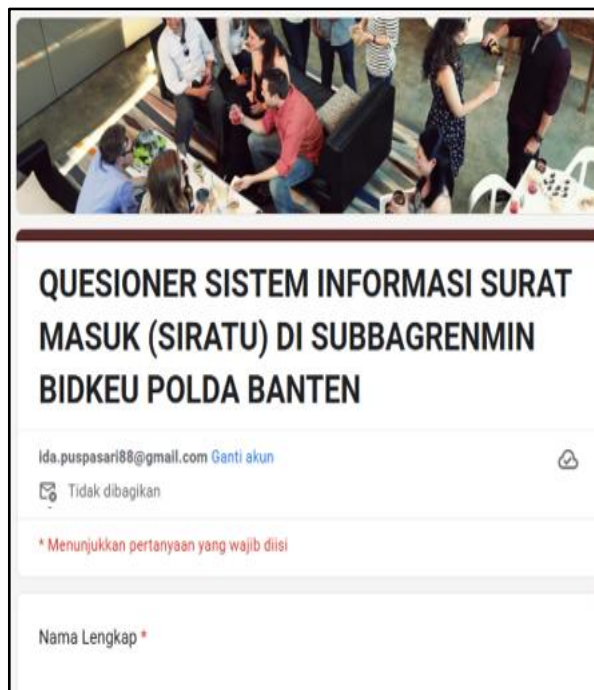 QUESIONER SISTEM INFORMASI SURAT
MASUK (SIRATU) DI SUBBAGRENMIN
BIDKEU POLDA BANTEN
ida.puspasari88@gmail.com Ganti akun
Tidak dibagikan
* Menunjukkan pertanyaan yang wajib diisi
Nama Lengkap *